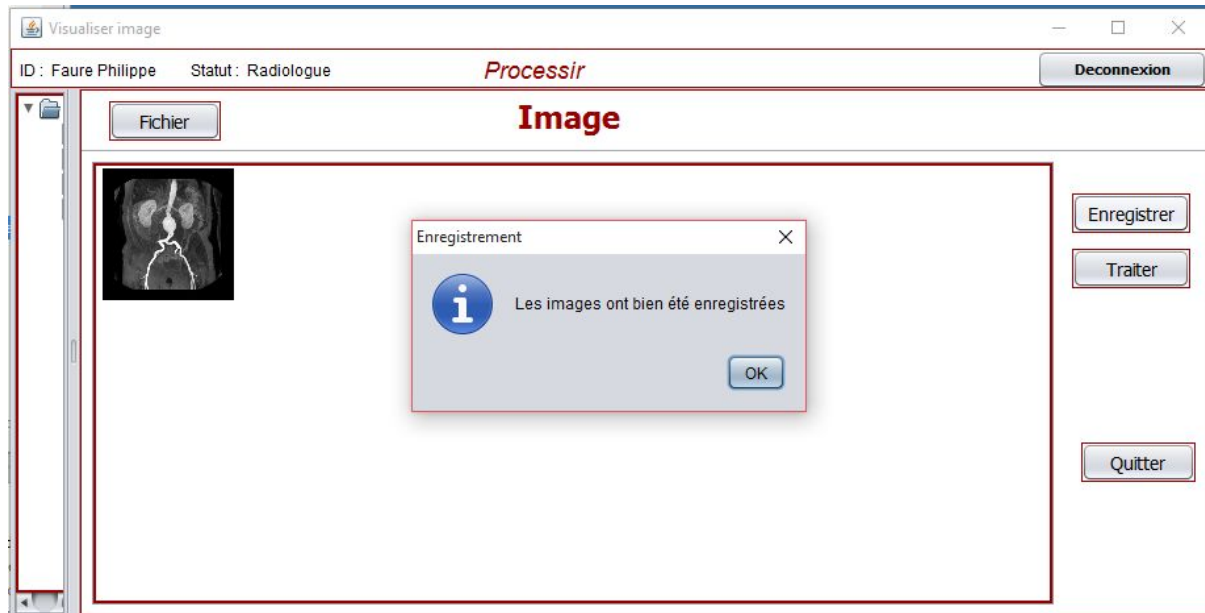 Visualiser image
ID : Faure Philippe Statut : Radiologue Processir Deconnexion
Fichier Image
Enregistrement
Les images ont bien été enregistrées
OK
Enregistrer
Traiter
Quitter